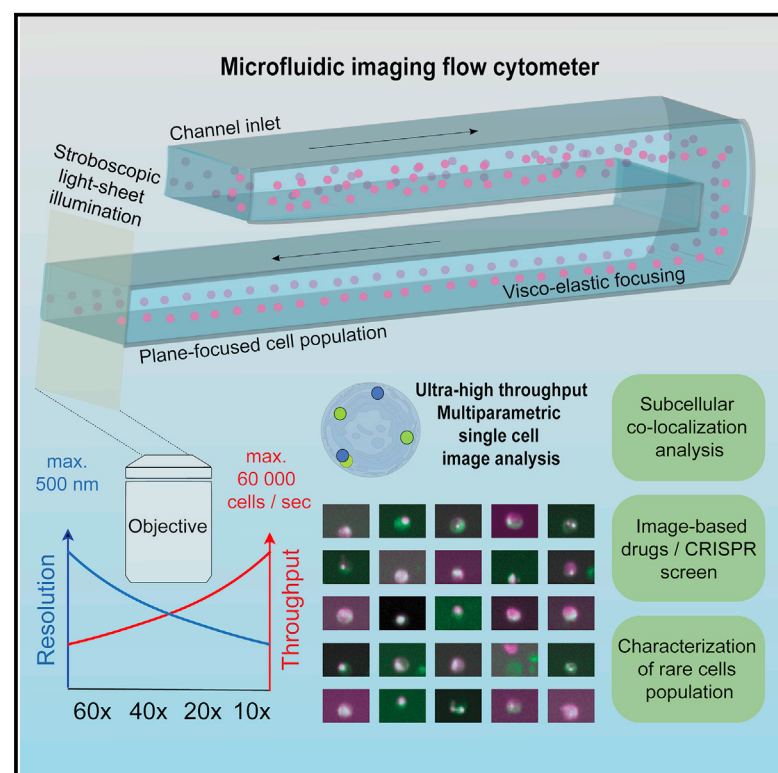 Microfluidic imaging flow cytometer
Channel inlet
Stroboscopic
light-sheet
illumination
Visco-elastic focusing
Plane-focused cell population
Ultra-high throughput
Multiparametric
single cell
image analysis
Subcellular
co-localization
analysis
max.
500 nm
max.
60 000
cells / sec
Objective
Resolution
Throughput
60x 40x 20x 10x
Image-based
drugs / CRISPR
screen
Characterization
of rare cells
population